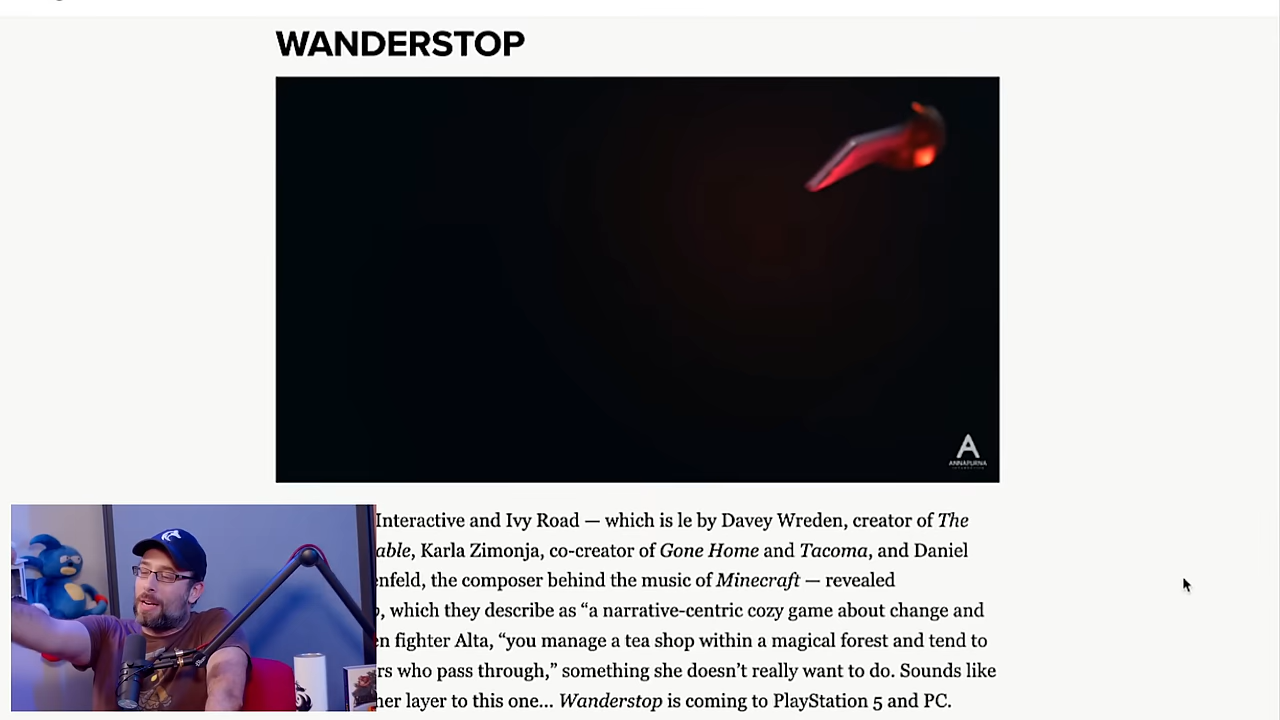 WANDERSTOP
ANNAPURNA
Interactive and Ivy Road — which is le by Davey Wreden, creator of The
able, Karla Zimonja, co-creator of Gone Home and Tacoma, and Daniel
enfeld, the composer behind the music of Minecraft — revealed
, which they describe as “a narrative-centric cozy game about change and
n fighter Alta, “you manage a tea shop within a magical forest and tend to
rs who pass through,” something she doesn’t really want to do. Sounds like
her layer to this one... Wanderstop is coming to PlayStation 5 and PC.